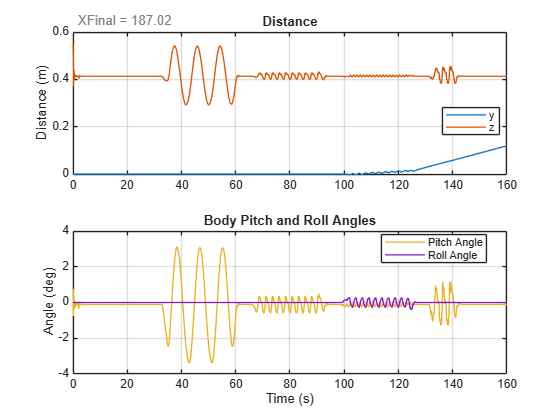 XFinal = 187.02
Distance
Distance (m)
0.6
0.4
0.2
0
y
z
0 20 40 60 80 100 120 140 160
Body Pitch and Roll Angles
Angle (deg)
4
2
0
-2
-4
Pitch Angle
Roll Angle
0 20 40 60 80 100 120 140 160
Time (s)